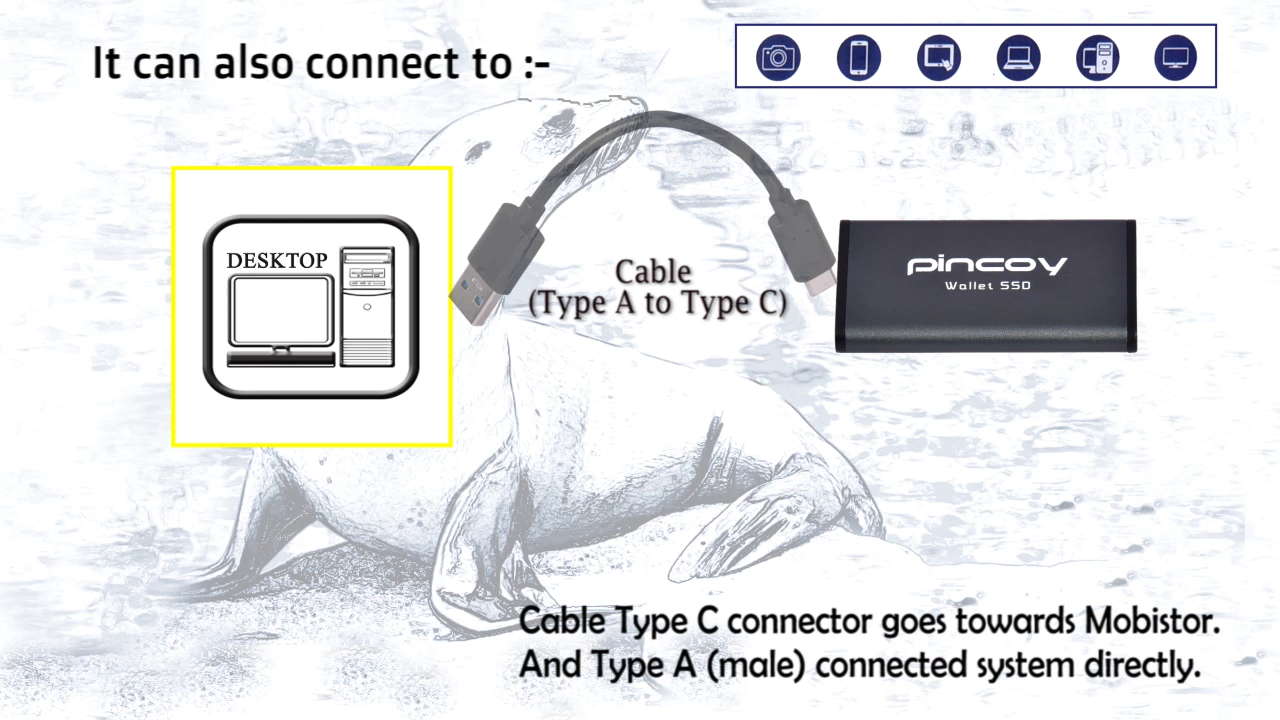 It can also connect to :-
DESKTOP
Cable
(Type A to Type C)
pincoy
Wallet SSD
Cable Type C connector goes towards Mobistor.
And Type A (male) connected system directly.